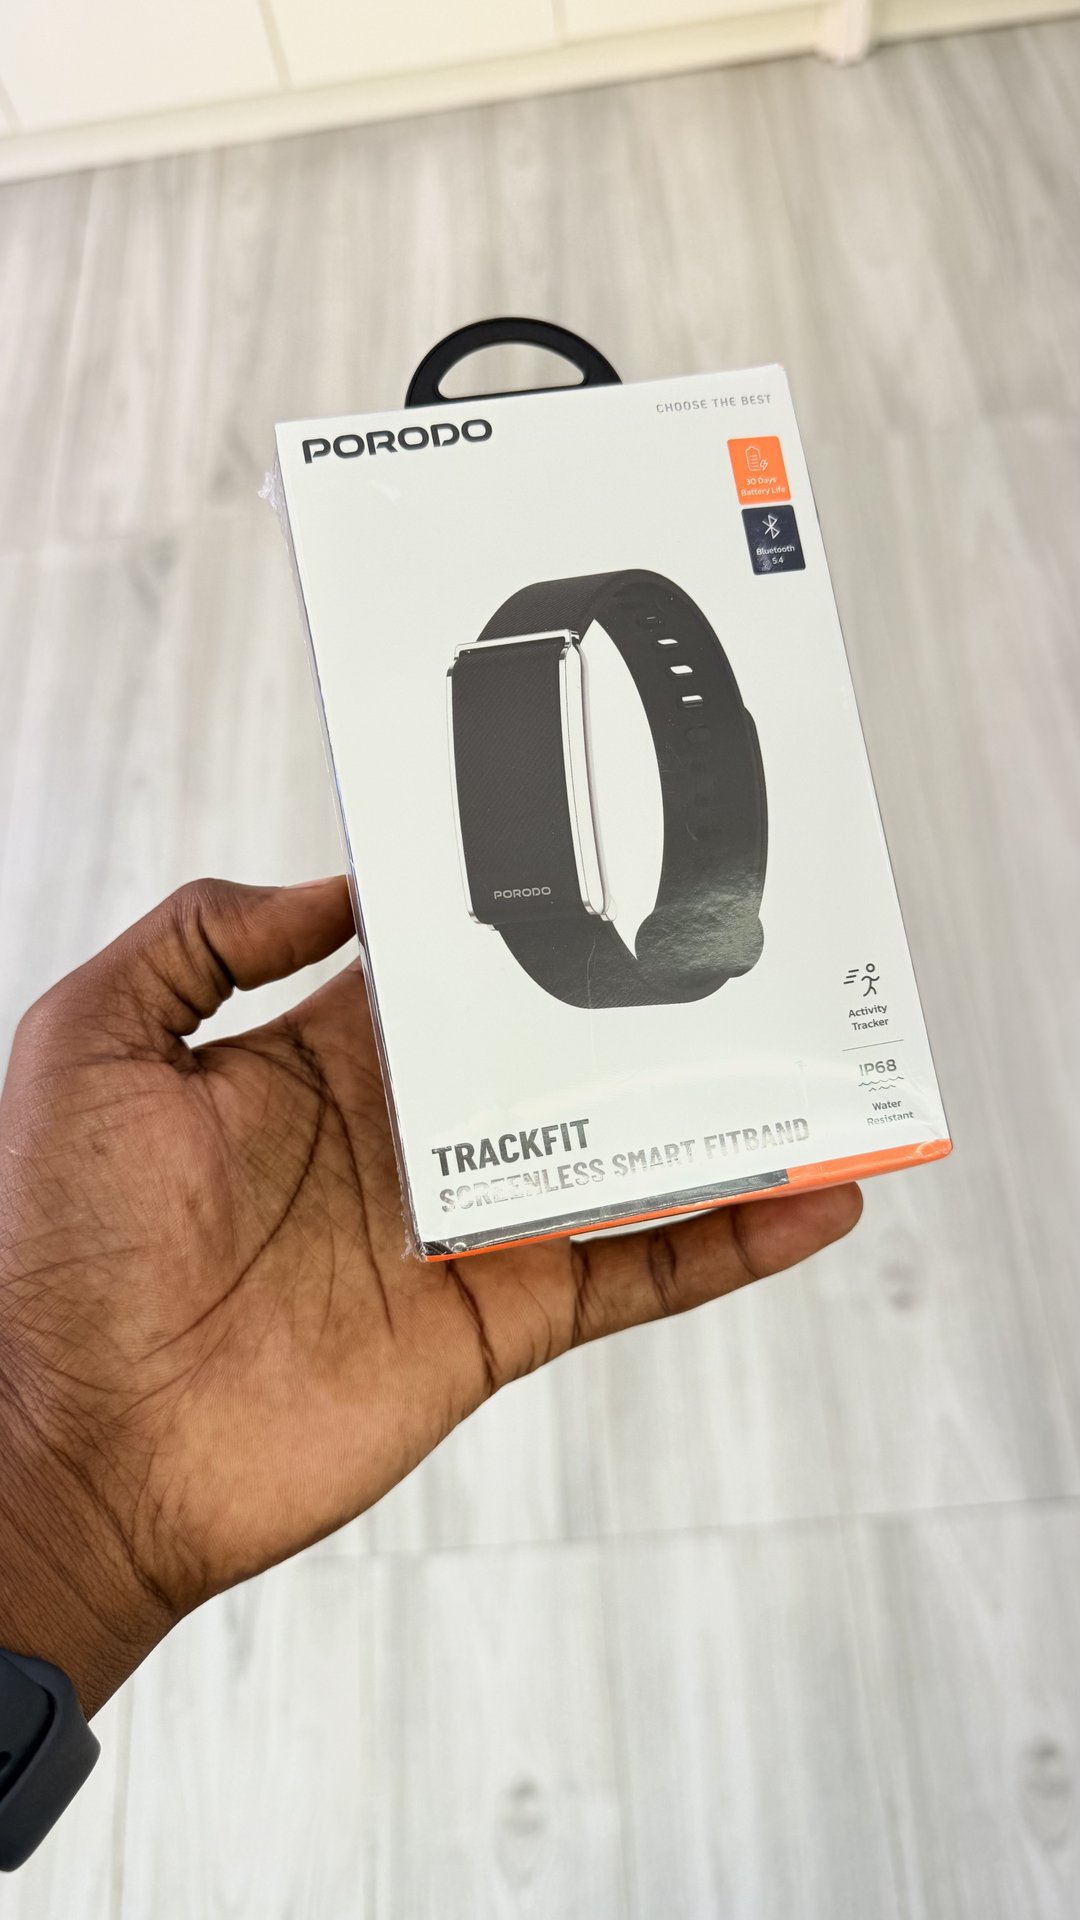 PORODO
CHOOSE THE BEST
30 Days
Battery Life
Bluetooth
5.4
PORODO
Activity
Tracker
IP68
Water
Resistant
TRACKFIT
SCREENLESS SMART FITBAND